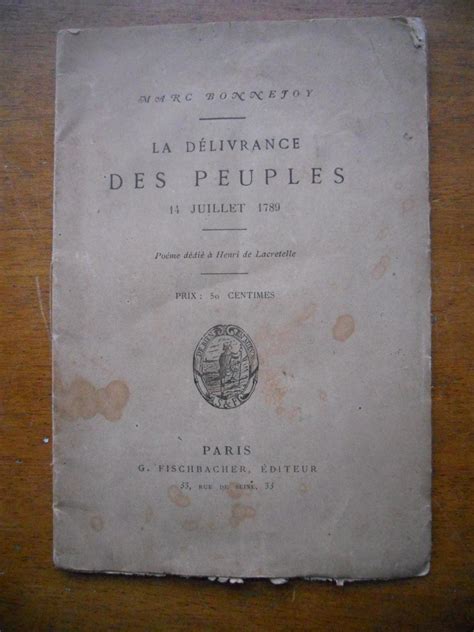 MARC BONNEJOY
LA DÉLIVRANCE
DES PEUPLES
14 JUILLET 1789
Poème dédié à Henri de Lacretelle
PRIX : 50 CENTIMES
PARIS
G. FISCHBACHER, ÉDITEUR
33, RUE DE SEINE, 33